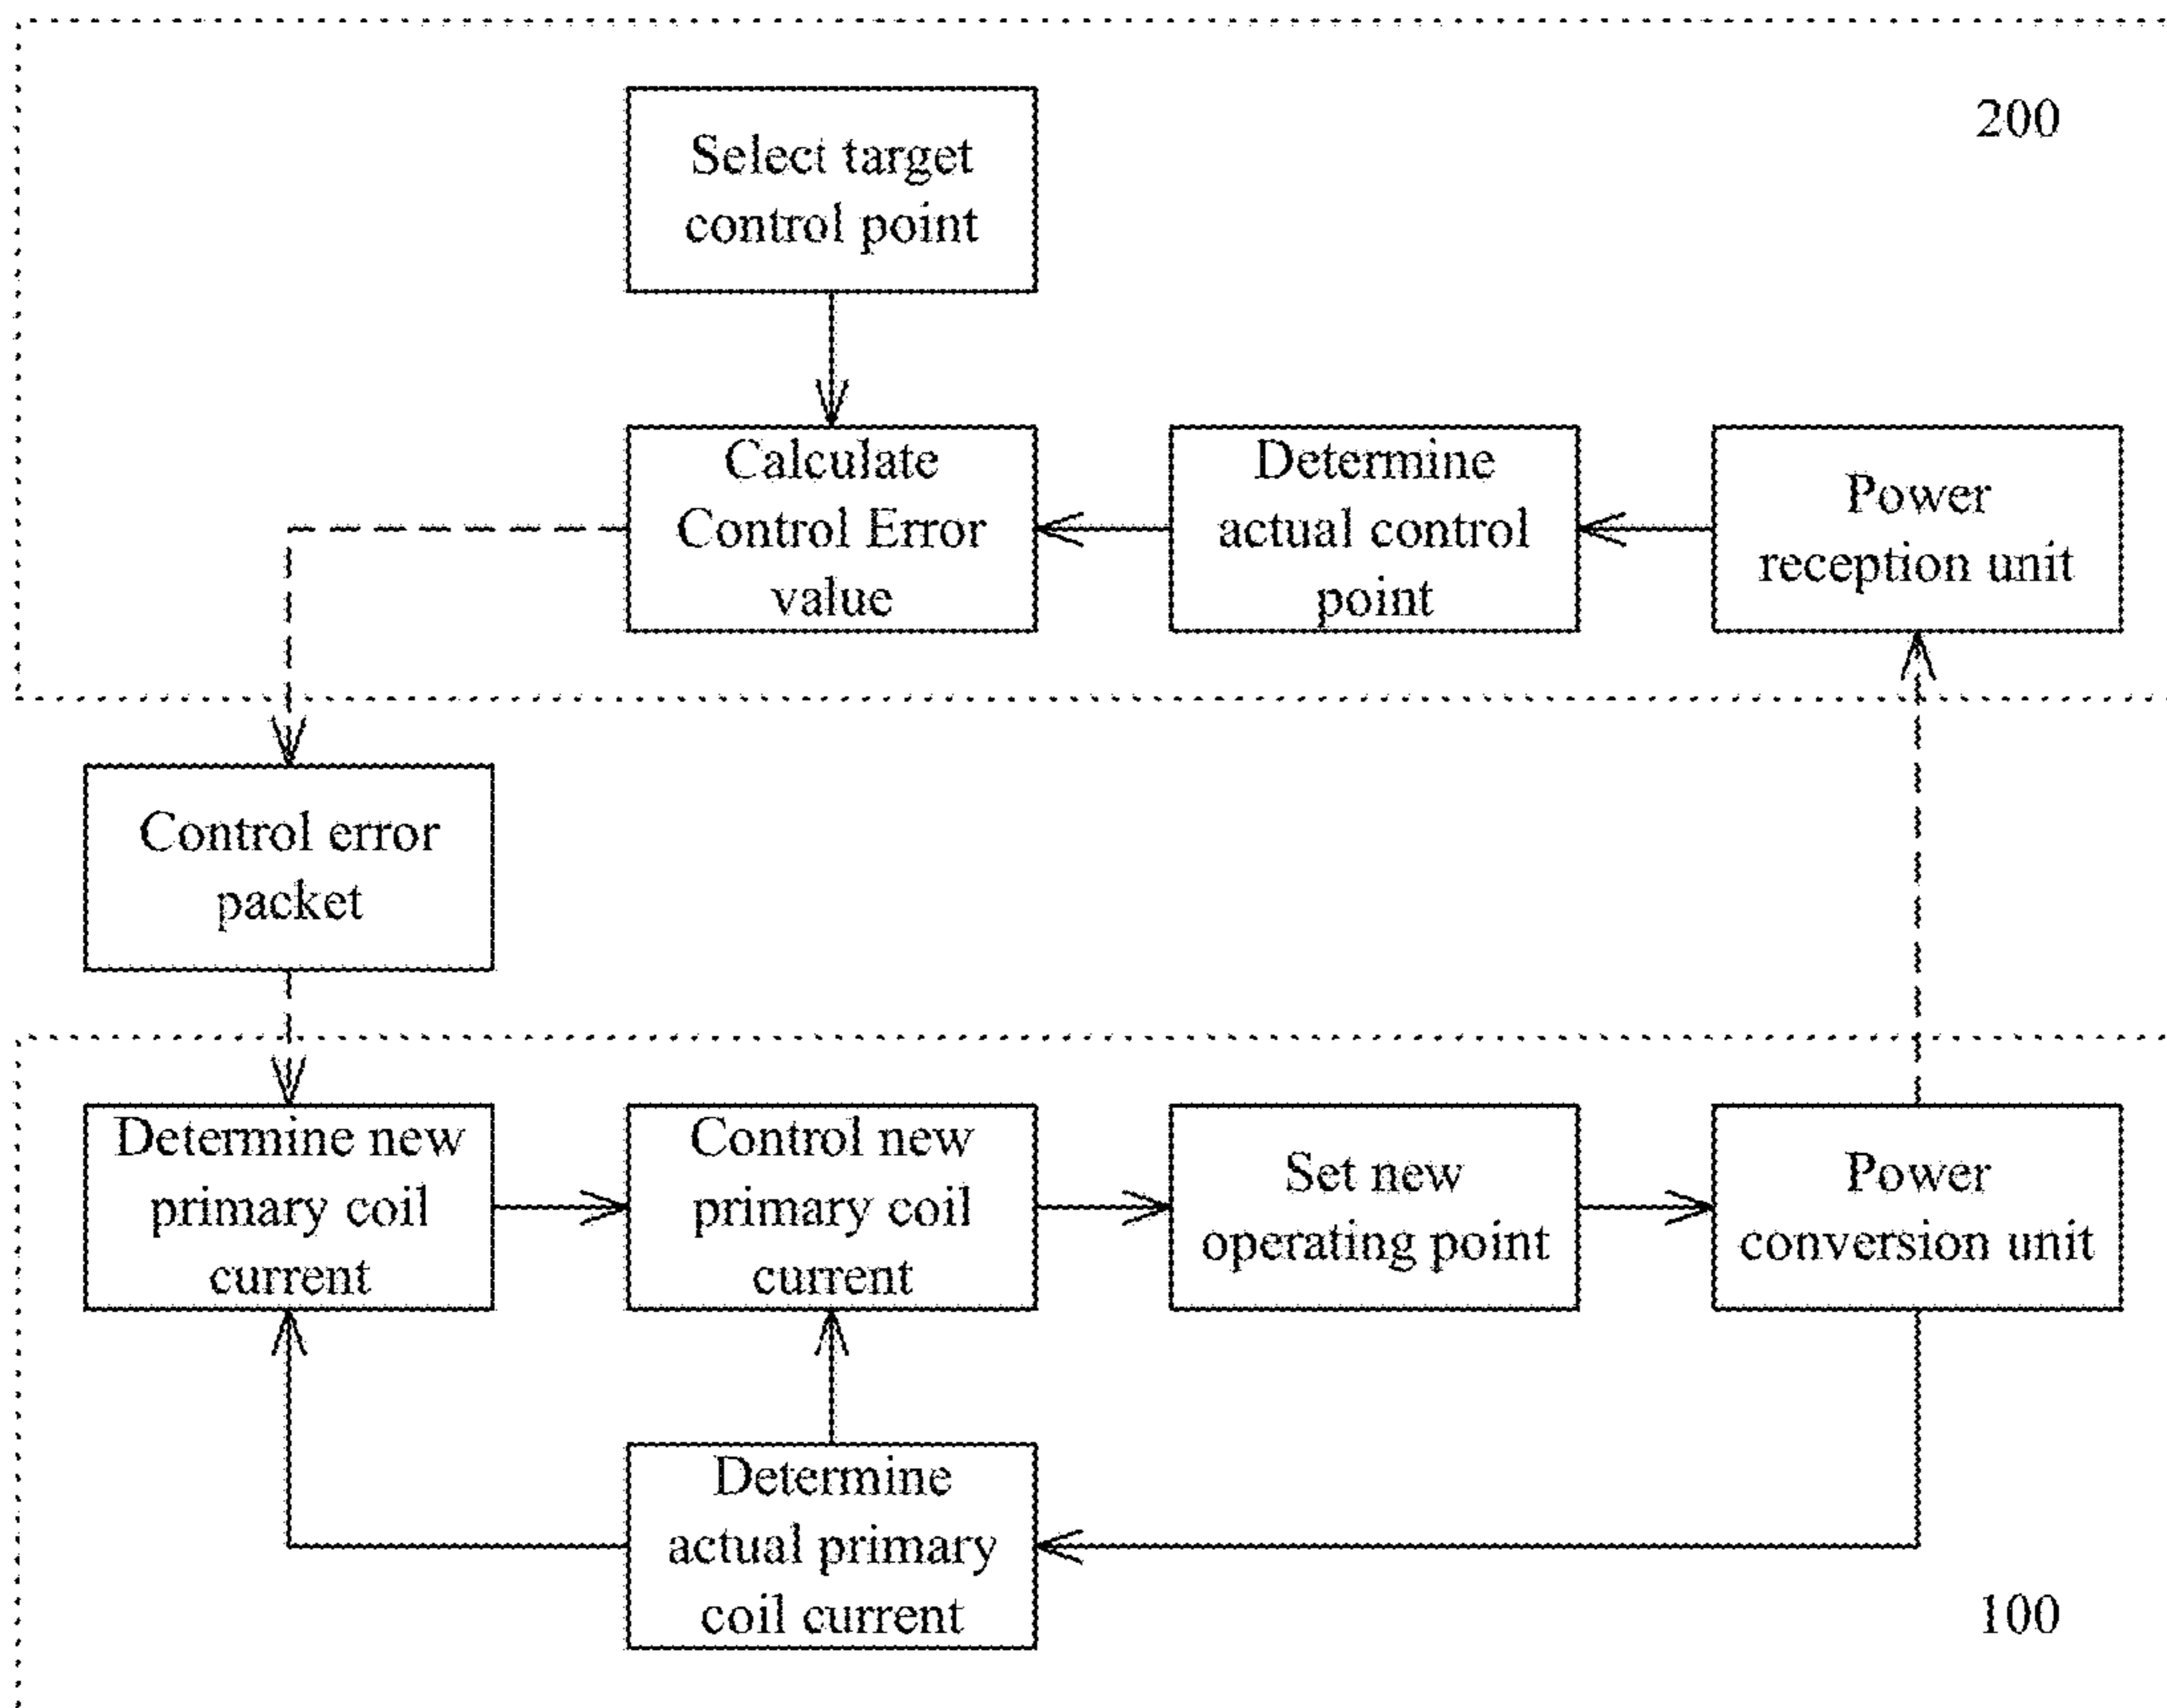 200
Select target
control point
Calculate
Control Error
value
Determine
actual control
point
Power
reception unit
Control error
packet
Determine new
primary coil
current
Control new
primary coil
current
Set new
operating point
Power
conversion unit
Determine
actual primary
coil current
100